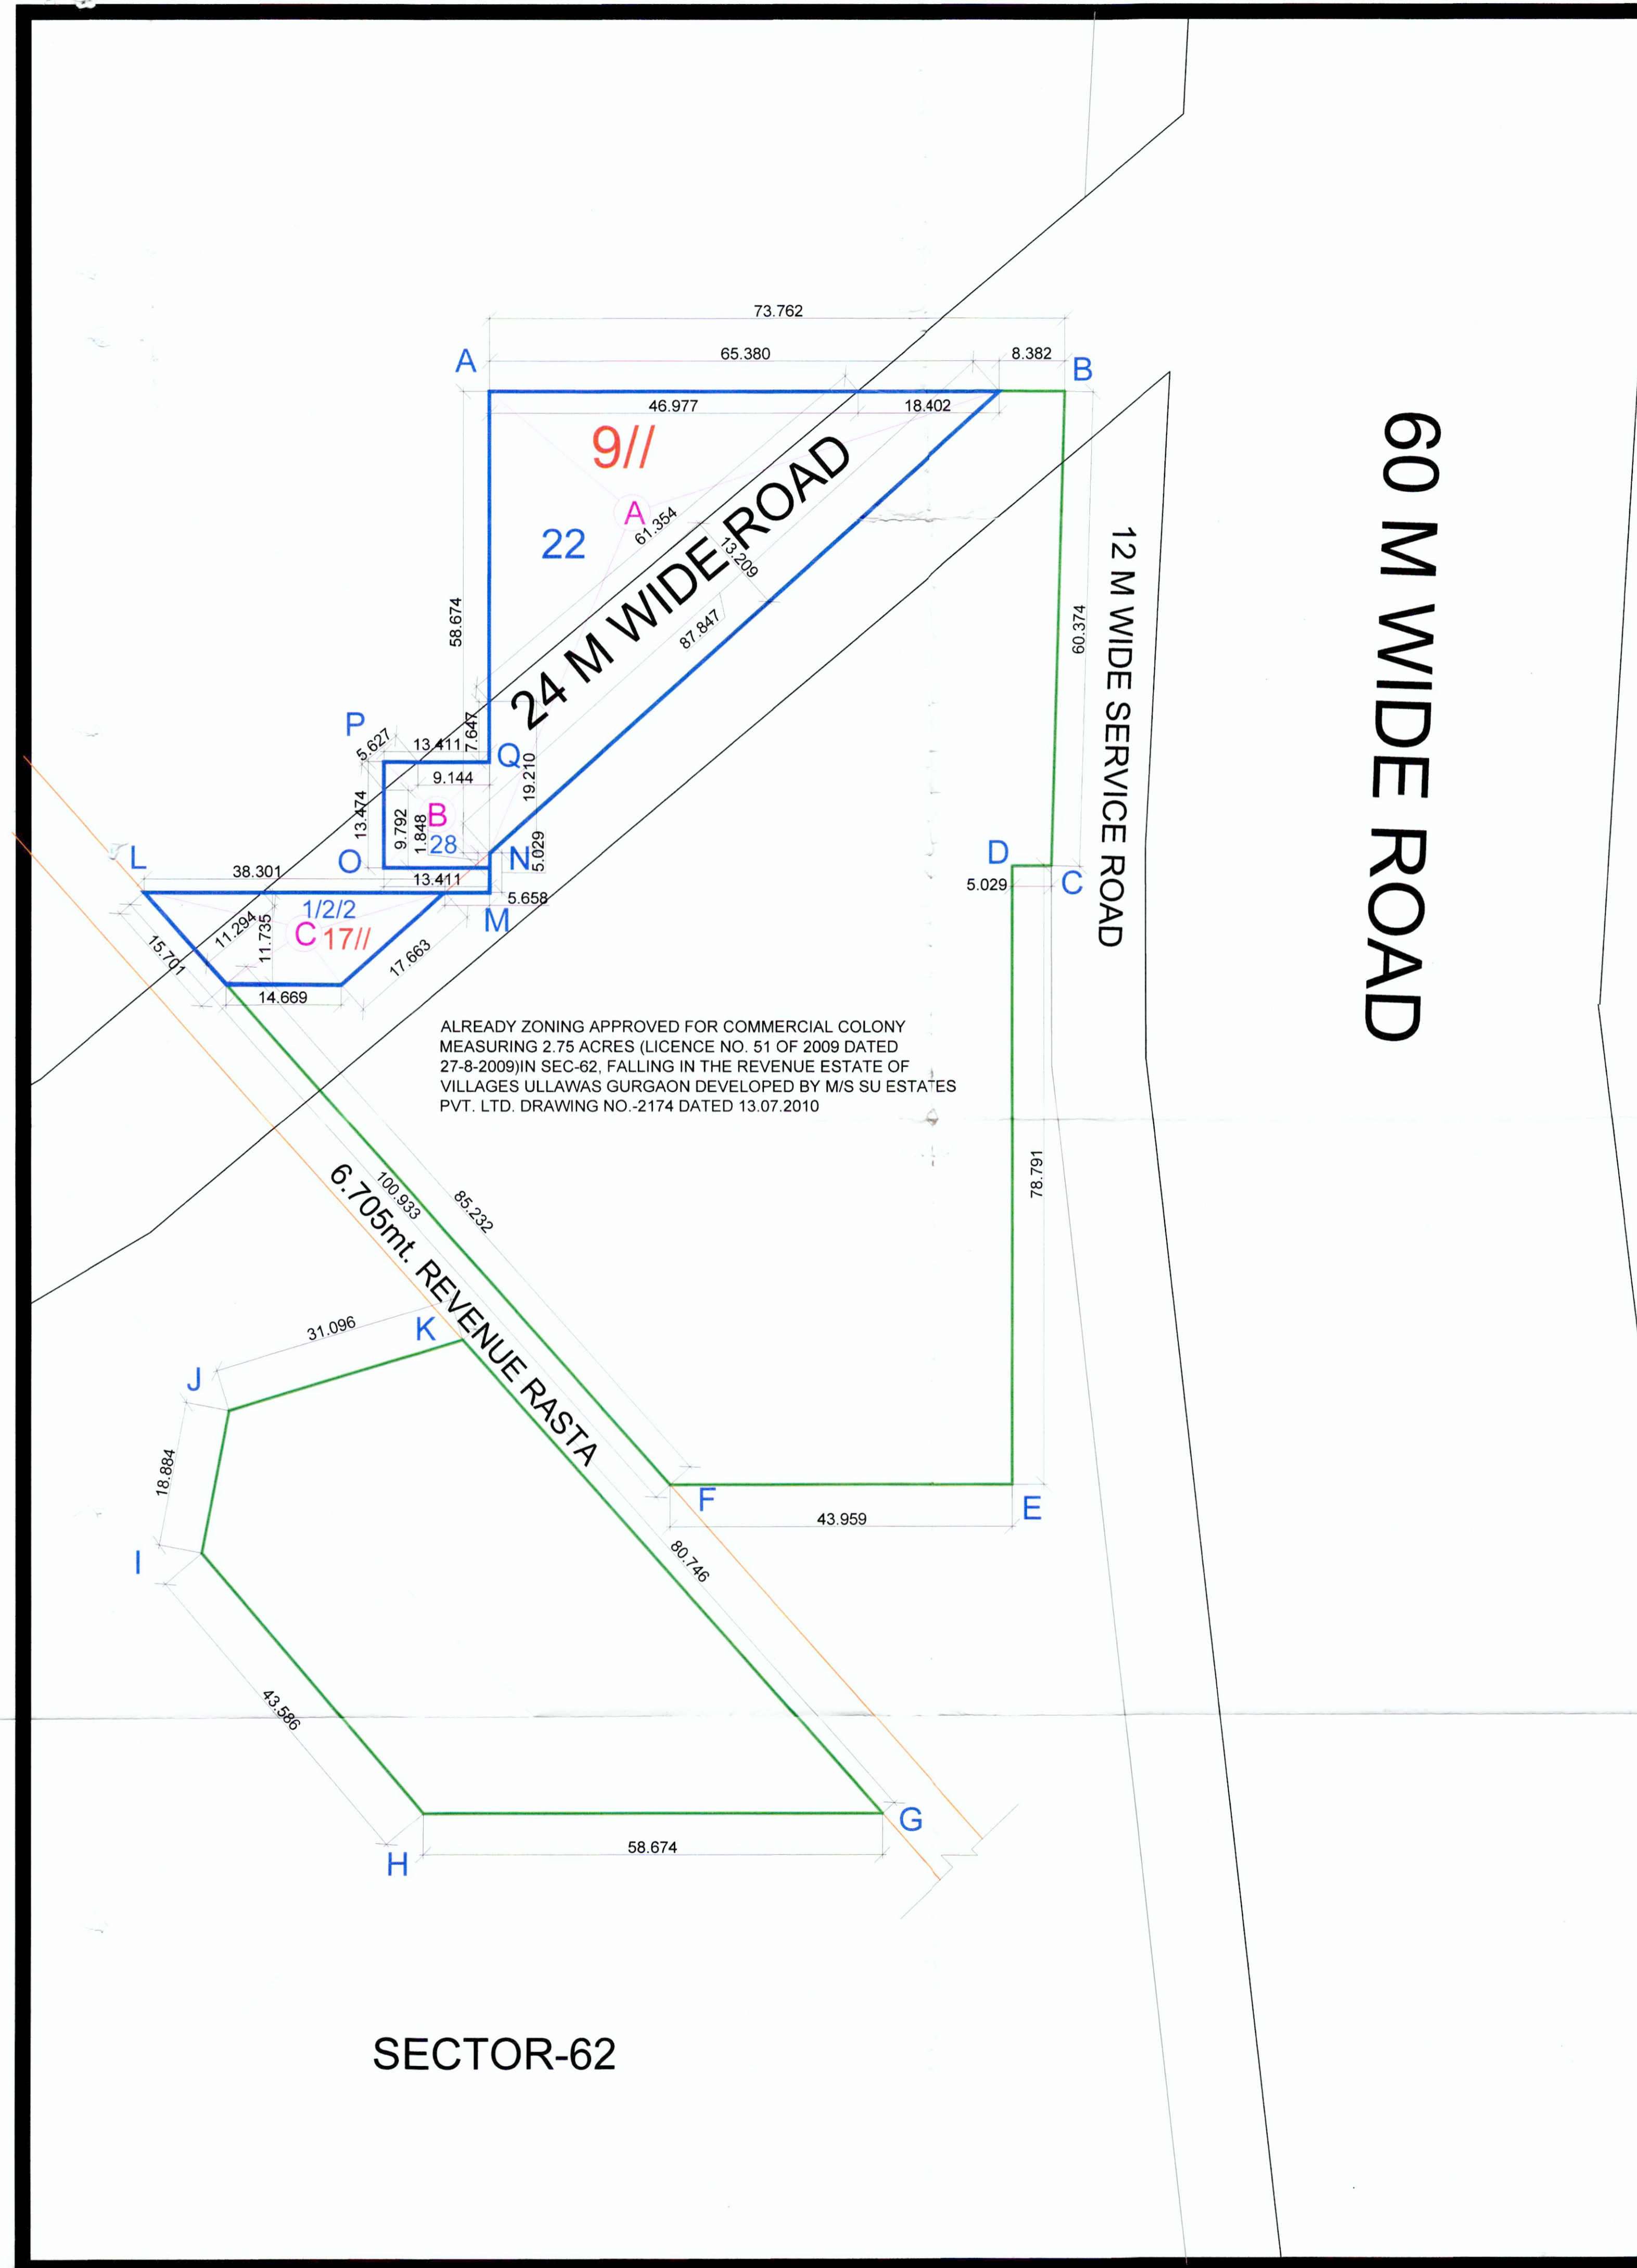 73.762
65.380
8.382
A
B
46.977
18.402
9//
A
22
61.354
13.209
24 M WIDE ROAD
87.847
58.674
60.374
12 M WIDE SERVICE ROAD
60 M WIDE ROAD
P
5.627
13.411
7.647
Q
9.144
19.210
13.474
9.792
1.848
B
28
O
N
5.029
D
5.029
C
L
38.301
13.411
5.658
M
1/2/2
C 17//
11.294
11.735
15.701
17.663
14.669
ALREADY ZONING APPROVED FOR COMMERCIAL COLONY
MEASURING 2.75 ACRES (LICENCE NO. 51 OF 2009 DATED
27-8-2009)IN SEC-62, FALLING IN THE REVENUE ESTATE OF
VILLAGES ULLAWAS GURGAON DEVELOPED BY M/S SU ESTATES
PVT. LTD. DRAWING NO.-2174 DATED 13.07.2010
78.791
100.933
85.232
6.705mt. REVENUE RASTA
31.096
K
J
18.884
I
F
E
43.959
80.746
43.586
G
58.674
H
SECTOR-62